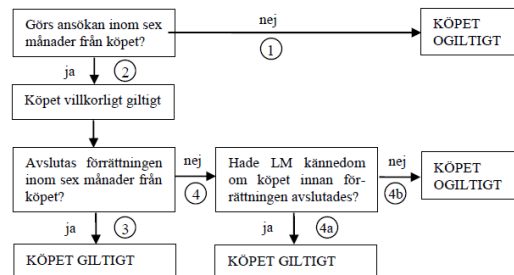 Görs ansökan inom sex
månader från köpet?
nej
1
KÖPET
OGILTIGT
ja
2
Köpet villkorligt giltigt
Avslutas förrättningen
inom sex månader från
köpet?
nej
4
Hade LM kännedom
om köpet innan för-
rättningen avslutades?
nej
4b
KÖPET
OGILTIGT
ja
3
ja
4a
KÖPET GILTIGT
KÖPET GILTIGT